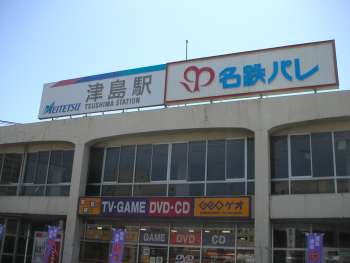 津島駅
MEITETSU TSUSHIMA STATION
名鉄パレ
TV-GAME DVD・CD
ゲオ
GAME DVD CD